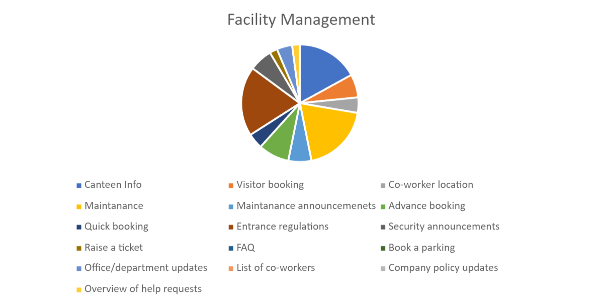 Facility Management
Canteen Info Visitor booking Co-worker location
Maintanance Maintanance announcemenets Advance booking
Quick booking Entrance regulations Security announcements
Raise a ticket FAQ Book a parking
Office/department updates List of co-workers Company policy updates
Overview of help requests